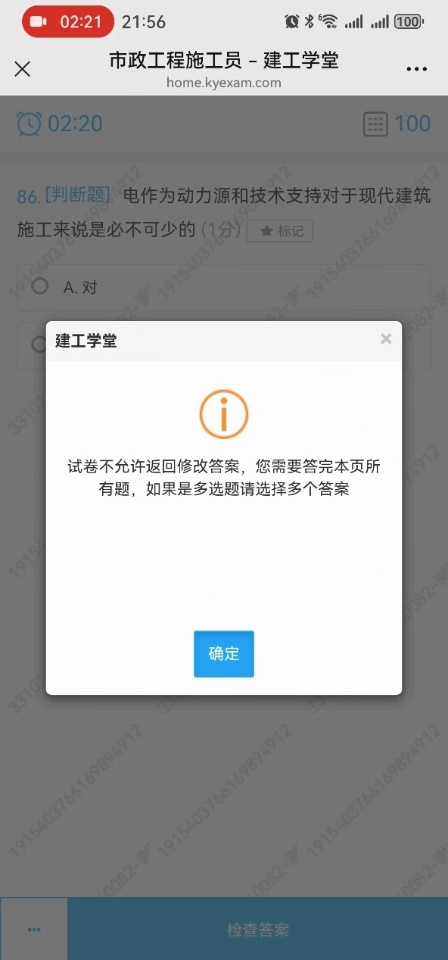 02:21 21:56 6 100
市政工程施工员 - 建工学堂
home.kyexam.com
02:20 100
86.[判断题] 电作为动力源和技术支持对于现代建筑
施工来说是必不可少的 (1分) ★ 标记
A. 对
建工学堂 ×
试卷不允许返回修改答案，您需要答完本页所
有题，如果是多选题请选择多个答案
确定
检查答案